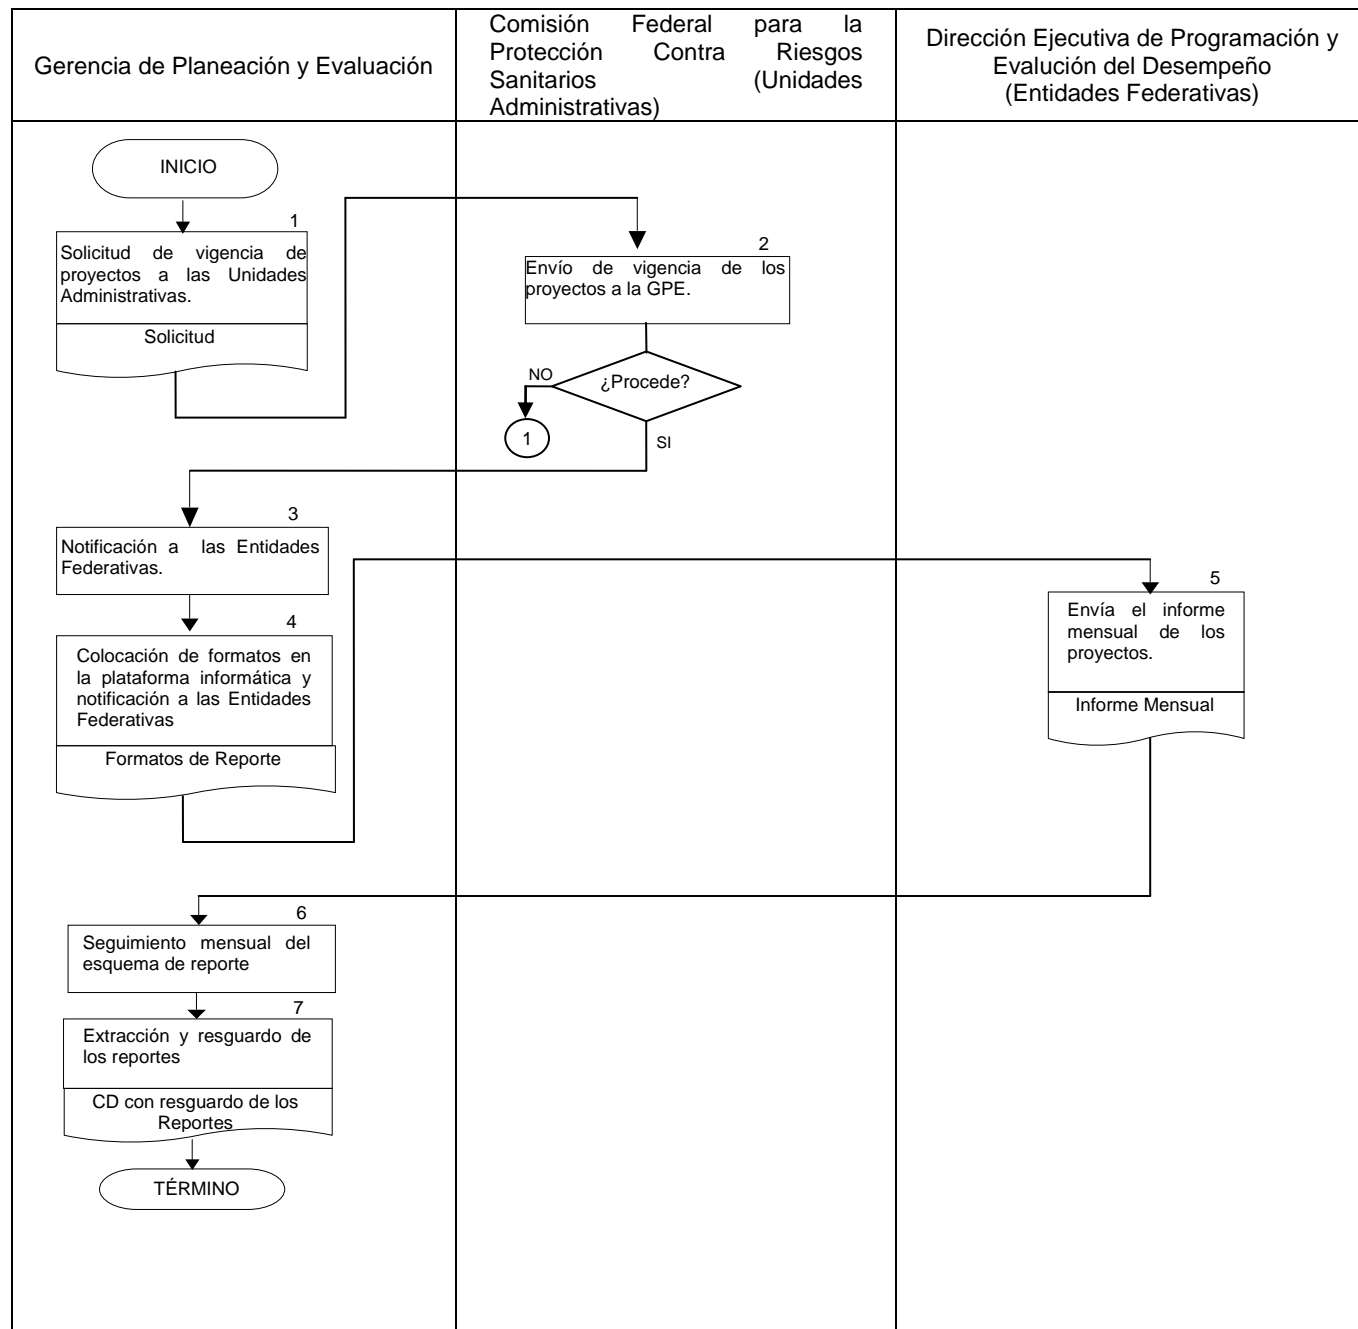 Gerencia de Planeación y Evaluación
Comisión Federal para la
Protección Contra Riesgos
Sanitarios (Unidades
Administrativas)
Dirección Ejecutiva de Programación y
Evalución del Desempeño
(Entidades Federativas)
INICIO
1
Solicitud de vigencia de
proyectos a las Unidades
Administrativas.
Solicitud
2
Envío de vigencia de los
proyectos a la GPE.
¿Procede?
NO
1
SI
3
Notificación a las Entidades
Federativas.
4
Colocación de formatos en
la plataforma informática y
notificación a las Entidades
Federativas
Formatos de Reporte
5
Envía el informe
mensual de los
proyectos.
Informe Mensual
6
Seguimiento mensual del
esquema de reporte
7
Extracción y resguardo de
los reportes
CD con resguardo de los
Reportes
TÉRMINO